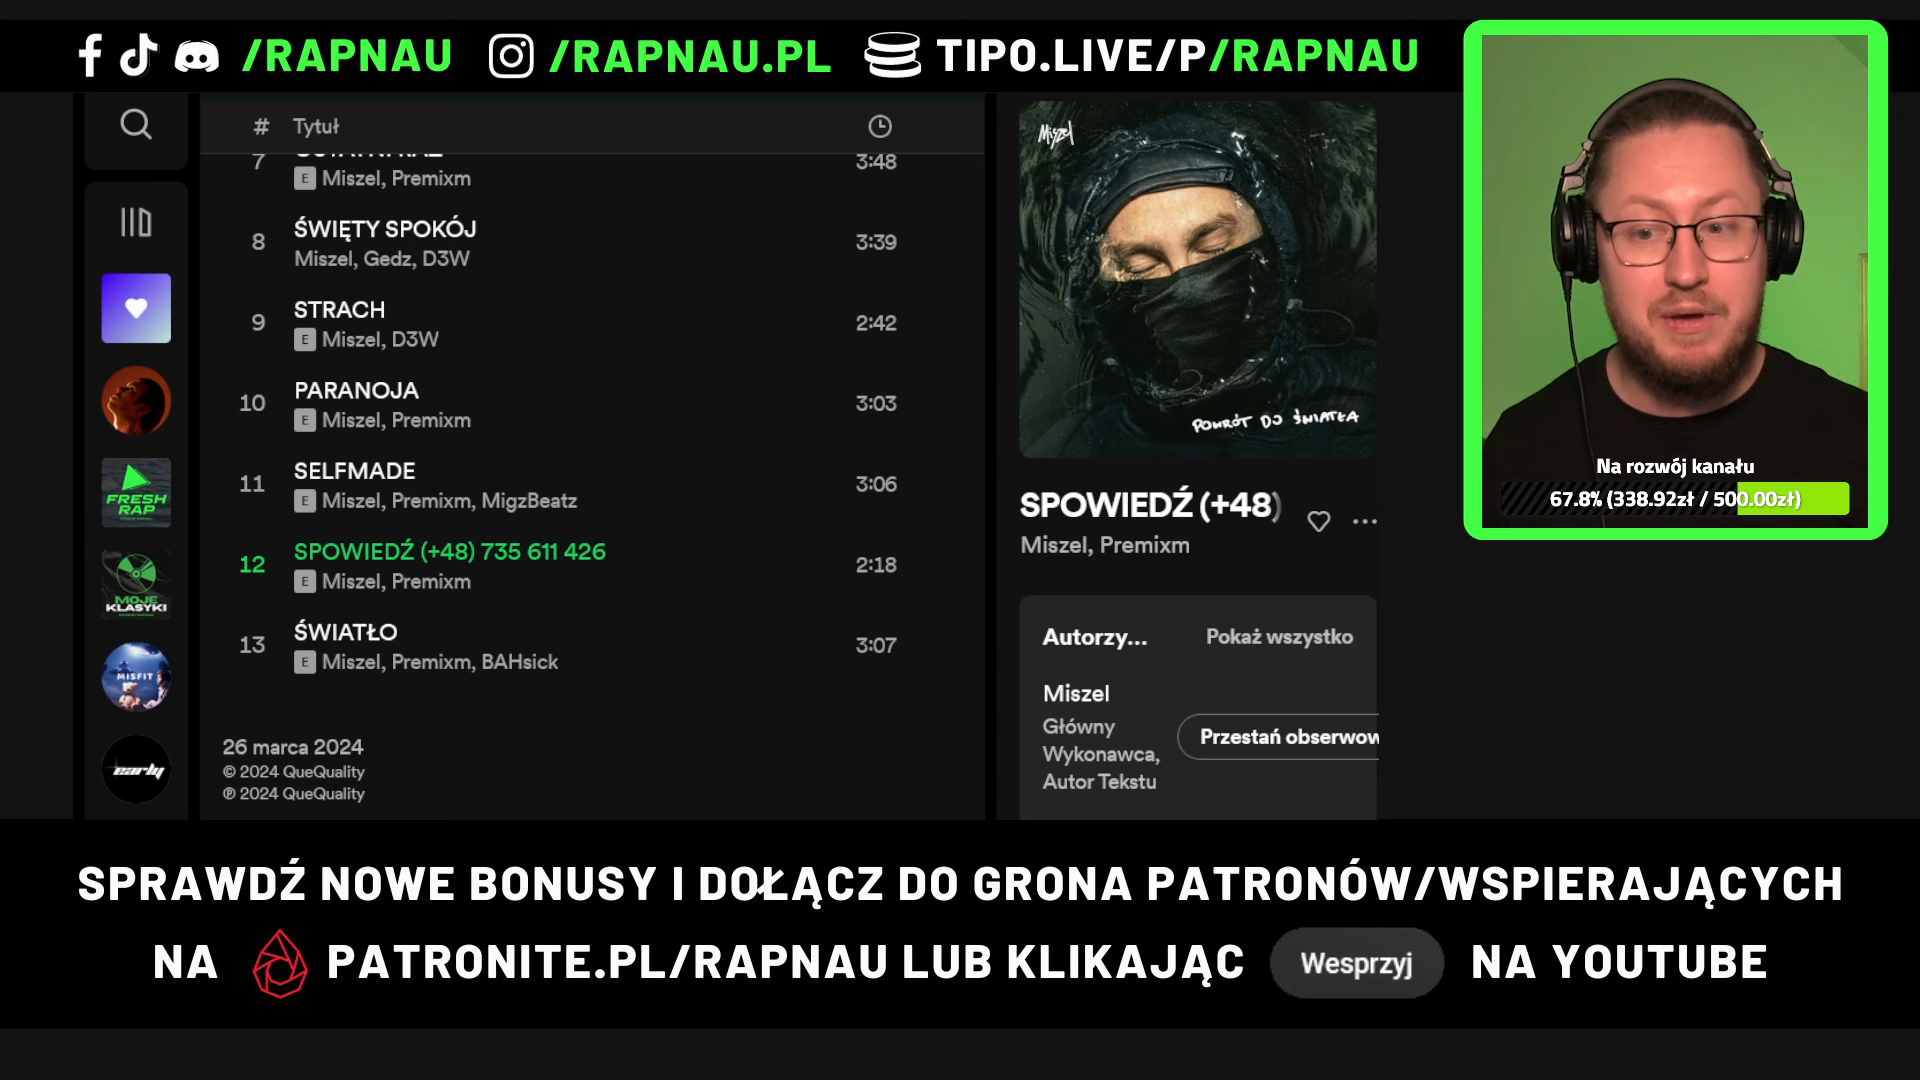 /RAPNAU /RAPNAU.PL TIPO.LIVE/P/RAPNAU
# Tytuł
7 3:48
E Miszel, Premixm
8 ŚWIĘTY SPOKÓJ 3:39
Miszel, Gedz, D3W
9 STRACH 2:42
E Miszel, D3W
10 PARANOJA 3:03
E Miszel, Premixm
11 SELFMADE 3:06
E Miszel, Premixm, MigzBeatz
12 SPOWIEDŹ (+48) 735 611 426 2:18
E Miszel, Premixm
13 ŚWIATŁO 3:07
E Miszel, Premixm, BAHsick
26 marca 2024
© 2024 QueQuality
℗ 2024 QueQuality
FRESH
RAP
MOJE
KLASYKI
MISFIT
early
Miszel
POWRÓT DO ŚWIATŁA
SPOWIEDŹ (+48)
Miszel, Premixm
Autorzy... Pokaż wszystko
Miszel
Główny
Wykonawca,
Autor Tekstu
Przestań obserwow
Na rozwój kanału
67.8% (338.92zł / 500.00zł)
SPRAWDŹ NOWE BONUSY I DOŁĄCZ DO GRONA PATRONÓW/WSPIERAJĄCYCH
NA PATRONITE.PL/RAPNAU LUB KLIKAJĄC Wesprzyj NA YOUTUBE